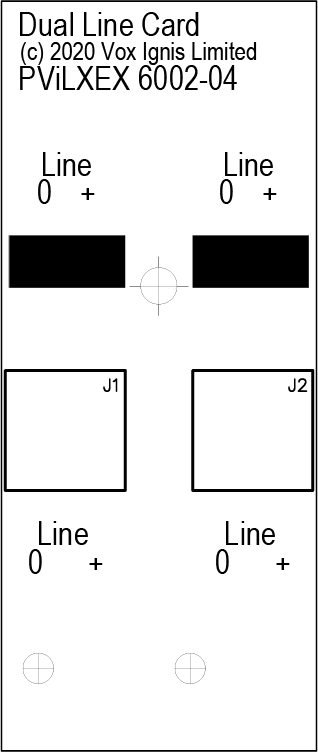 Dual Line Card
(c) 2020 Vox Ignis Limited
PViLXEX 6002-04
Line Line
0 + 0 +
J1 J2
Line Line
0 + 0 +